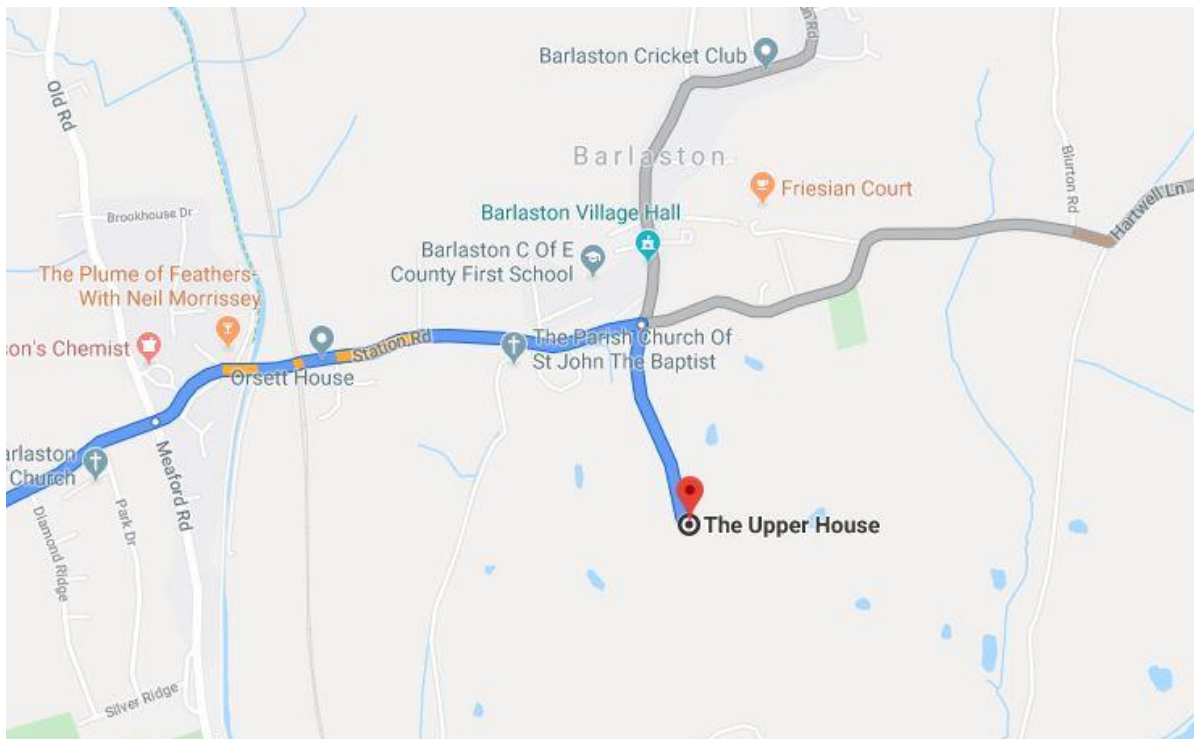 on Rd
Barlaston Cricket Club
Old Rd
Barlaston
Blurton Rd
Friesian Court
Hartwell Ln
Brookhouse Dr
Barlaston Village Hall
Barlaston C Of E
County First School
The Plume of Feathers-
With Neil Morrissey
son's Chemist
Station Rd
The Parish Church Of
St John The Baptist
Orsett House
arlaston
Church
Meaford Rd
Park Dr
Diamond Ridge
The Upper House
Silver Ridge